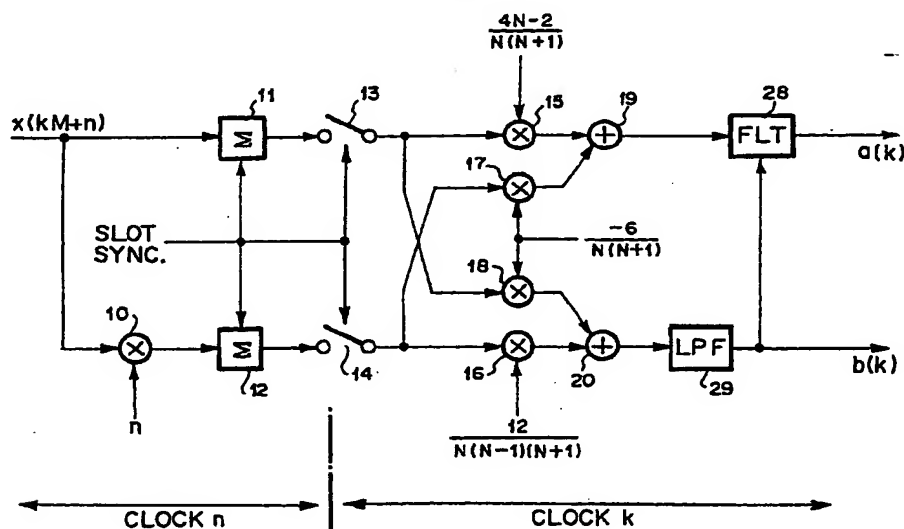 4N-2
N(N+1)
11
13
15
19
28
x(kM+n)
M
FLT
a(k)
17
SLOT
SYNC.
-6
N(N+1)
18
10
M
LPF
b(k)
12
14
16
20
29
n
12
N(N-1)(N+1)
CLOCK n
CLOCK k